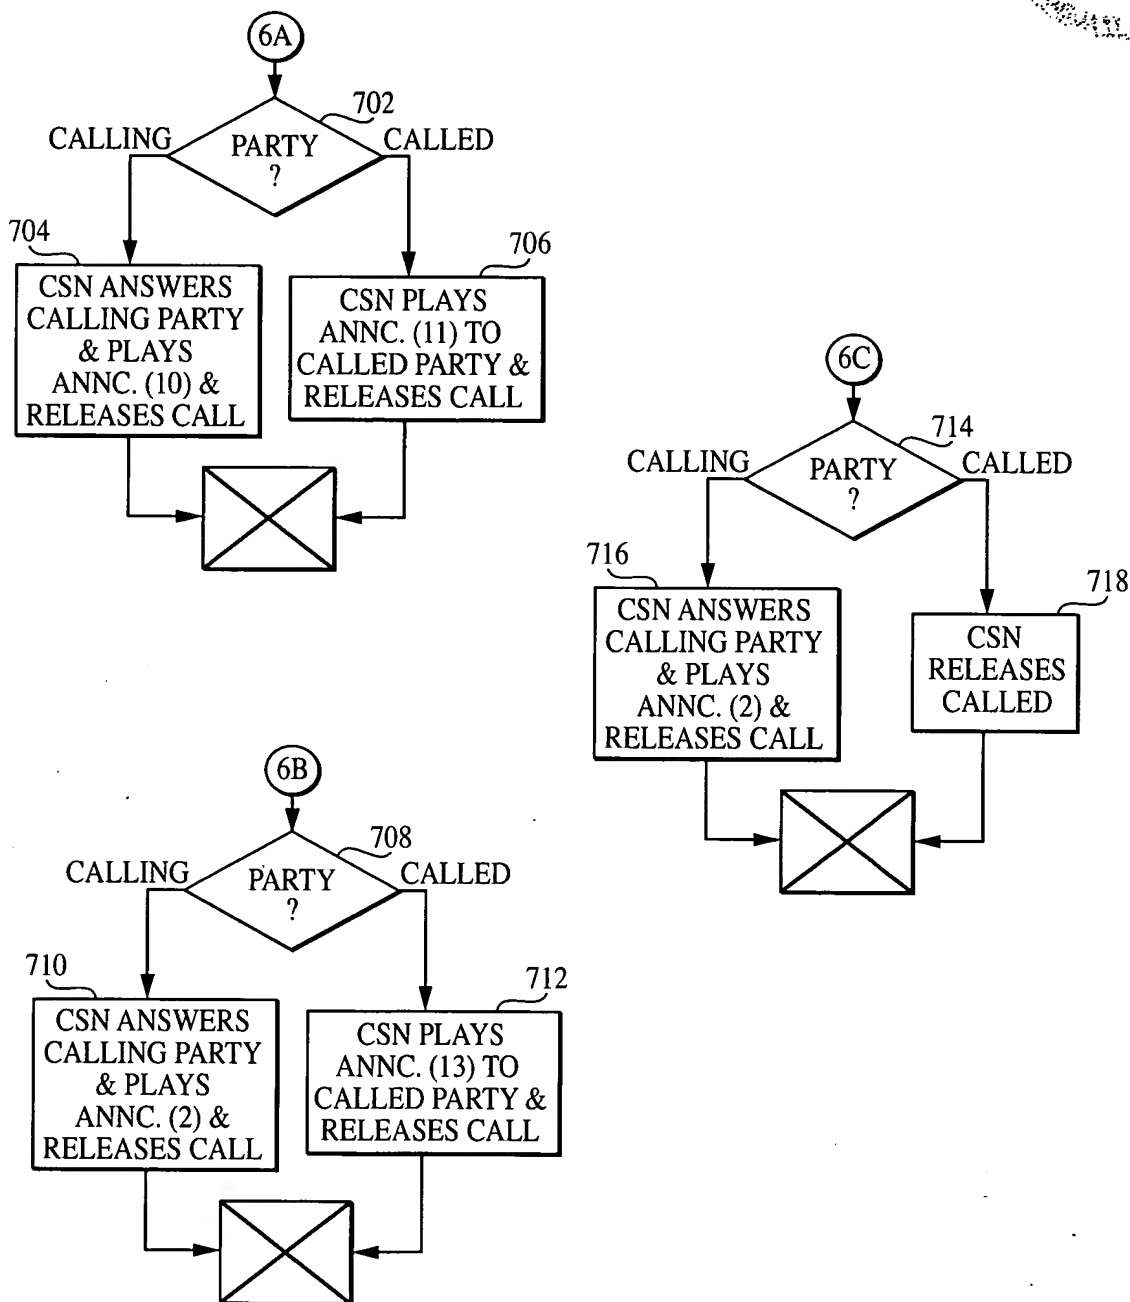 6A
702
CALLING
PARTY
?
CALLED
704
CSN ANSWERS
CALLING PARTY
& PLAYS
ANNC. (10) &
RELEASES CALL
706
CSN PLAYS
ANNC. (11) TO
CALLED PARTY &
RELEASES CALL
6C
714
CALLING
PARTY
?
CALLED
716
CSN ANSWERS
CALLING PARTY
& PLAYS
ANNC. (2) &
RELEASES CALL
718
CSN
RELEASES
CALLED
6B
708
CALLING
PARTY
?
CALLED
710
CSN ANSWERS
CALLING PARTY
& PLAYS
ANNC. (2) &
RELEASES CALL
712
CSN PLAYS
ANNC. (13) TO
CALLED PARTY &
RELEASES CALL